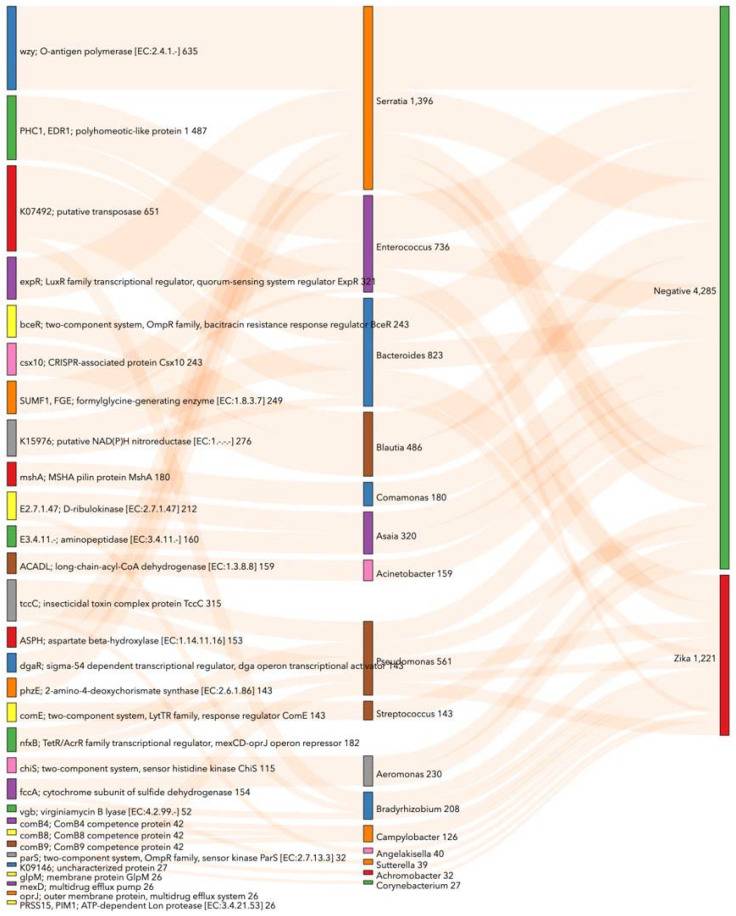 wzy; O-antigen polymerase [EC:2.4.1.-] 635
PHC1, EDR1; polyhomeotic-like protein 1 487
K07492; putative transposase 651
expR; LuxR family transcriptional regulator, quorum-sensing system regulator ExpR 321
bceR; two-component system, OmpR family, bacitracin resistance response regulator BceR 243
csx10; CRISPR-associated protein Csx10 243
SUMF1, FGE; formylglycine-generating enzyme [EC:1.8.3.7] 249
K15976; putative NAD(P)H nitroreductase [EC:1.-.-.-] 276
mshA; MSHA pilin protein MshA 180
E2.7.1.47; D-ribulokinase [EC:2.7.1.47] 212
E3.4.11.-; aminopeptidase [EC:3.4.11.-] 160
ACADL; long-chain-acyl-CoA dehydrogenase [EC:1.3.8.8] 159
tccC; insecticidal toxin complex protein TccC 315
ASPH; aspartate beta-hydroxylase [EC:1.14.11.16] 153
dgaR; sigma-54 dependent transcriptional regulator, dga operon transcriptional activator 143
phzE; 2-amino-4-deoxychorismate synthase [EC:2.6.1.86] 143
comE; two-component system, LytTR family, response regulator ComE 143
nfxB; TetR/AcrR family transcriptional regulator, mexCD-oprJ operon repressor 182
chiS; two-component system, sensor histidine kinase ChiS 115
fccA; cytochrome subunit of sulfide dehydrogenase 154
vgb; virginiamycin B lyase [EC:4.2.99.-] 52
comB4; ComB4 competence protein 42
comB8; ComB8 competence protein 42
comB9; ComB9 competence protein 42
parS; two-component system, OmpR family, sensor kinase ParS [EC:2.7.13.3] 32
K09146; uncharacterized protein 27
glpM; membrane protein GlpM 26
mexD; multidrug efflux pump 26
oprJ; outer membrane protein, multidrug efflux system 26
PRSS15, PIM1; ATP-dependent Lon protease [EC:3.4.21.53] 26
Serratia 1,396
Enterococcus 736
Bacteroides 823
Blautia 486
Comamonas 180
Asaia 320
Acinetobacter 159
Pseudomonas 561
Streptococcus 143
Aeromonas 230
Bradyrhizobium 208
Campylobacter 126
Angelakisella 40
Sutterella 39
Achromobacter 32
Corynebacterium 27
Negative 4,285
Zika 1,221